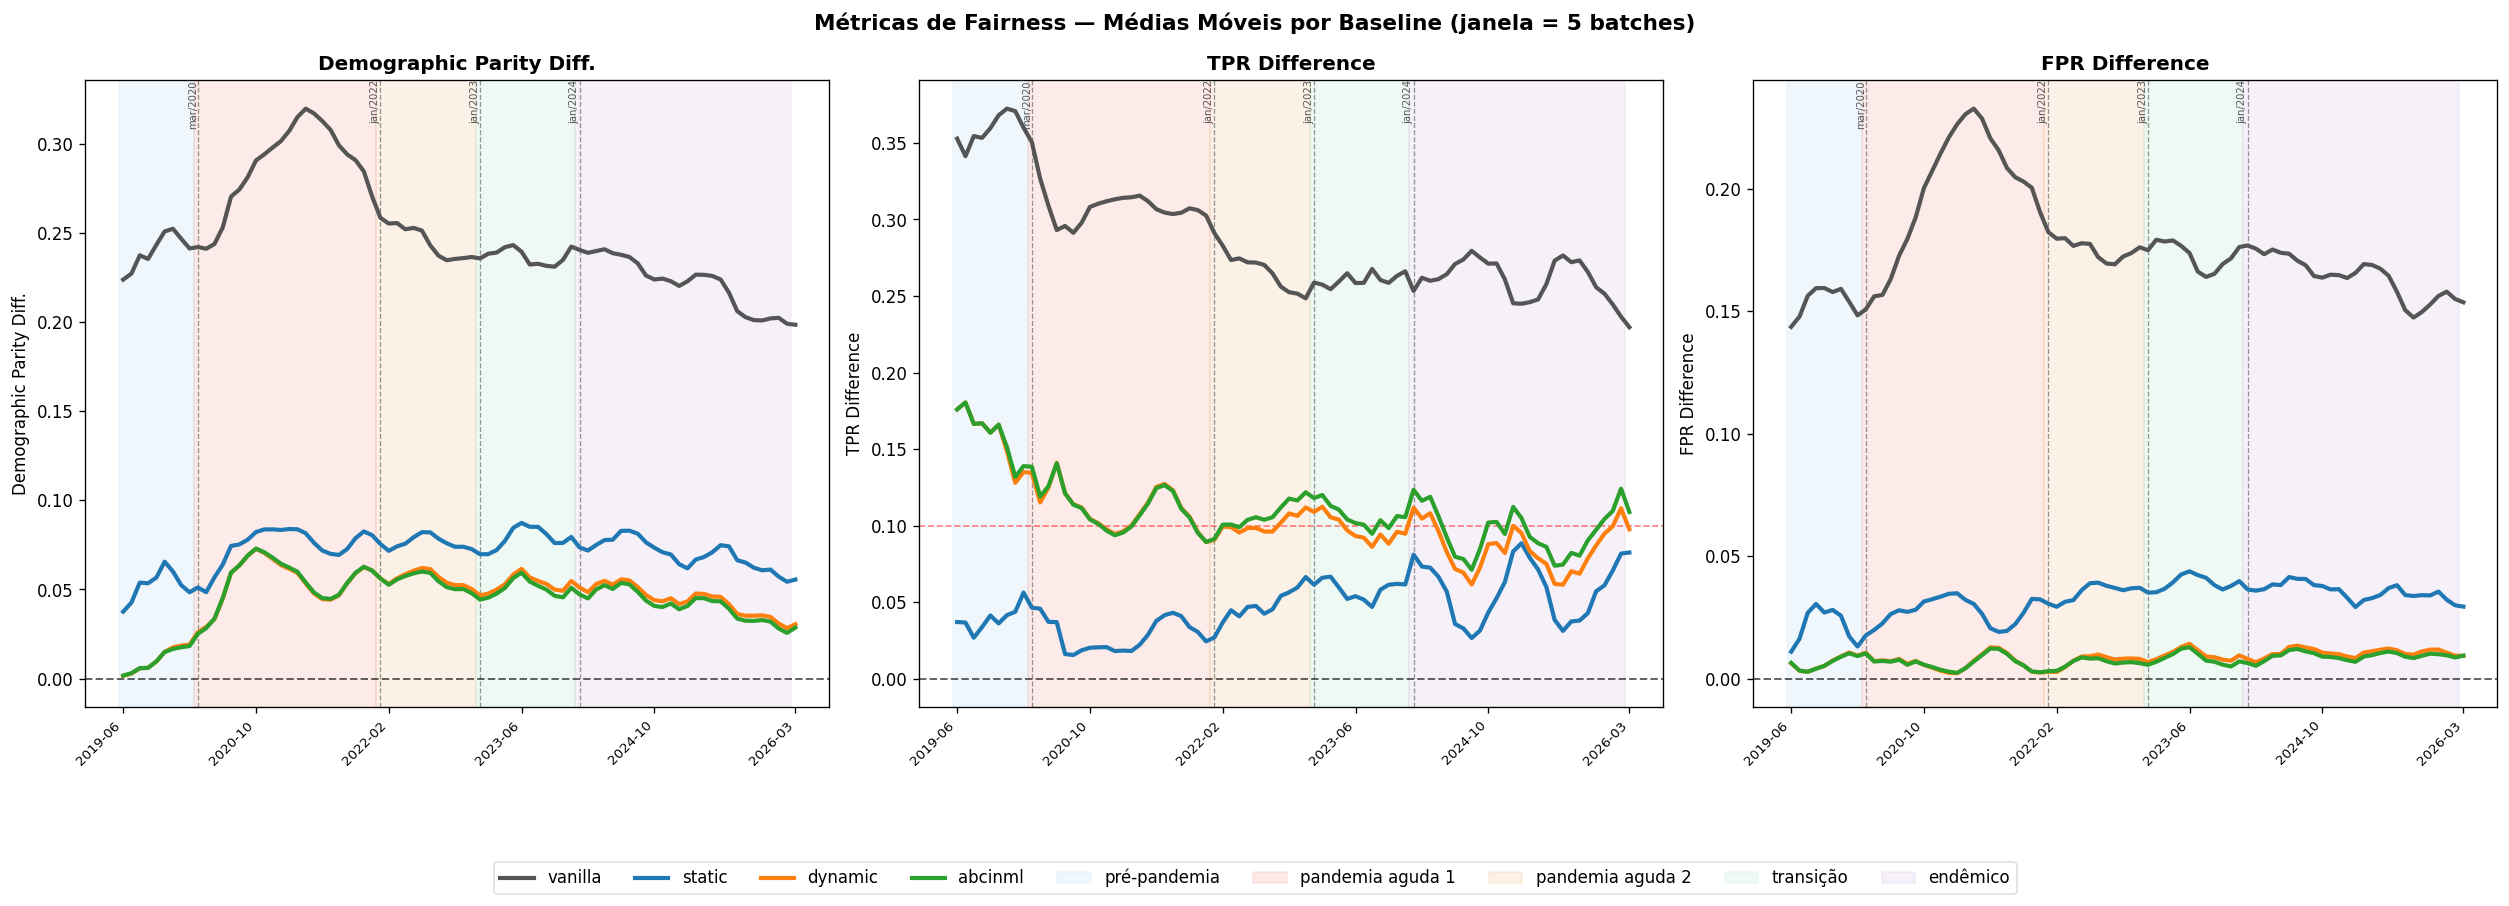 Métricas de Fairness — Médias Móveis por Baseline (janela = 5 batches)
Demographic Parity Diff.
Demographic Parity Diff.
0.30
0.25
0.20
0.15
0.10
0.05
0.00
mar/2020
jan/2022
jan/2023
jan/2024
2019-06
2020-10
2022-02
2023-06
2024-10
2026-03
TPR Difference
TPR Difference
0.35
0.30
0.25
0.20
0.15
0.10
0.05
0.00
mar/2020
jan/2022
jan/2023
jan/2024
2019-06
2020-10
2022-02
2023-06
2024-10
2026-03
FPR Difference
FPR Difference
0.20
0.15
0.10
0.05
0.00
mar/2020
jan/2022
jan/2023
jan/2024
2019-06
2020-10
2022-02
2023-06
2024-10
2026-03
vanilla static dynamic abcinml pré-pandemia pandemia aguda 1 pandemia aguda 2 transição endêmico